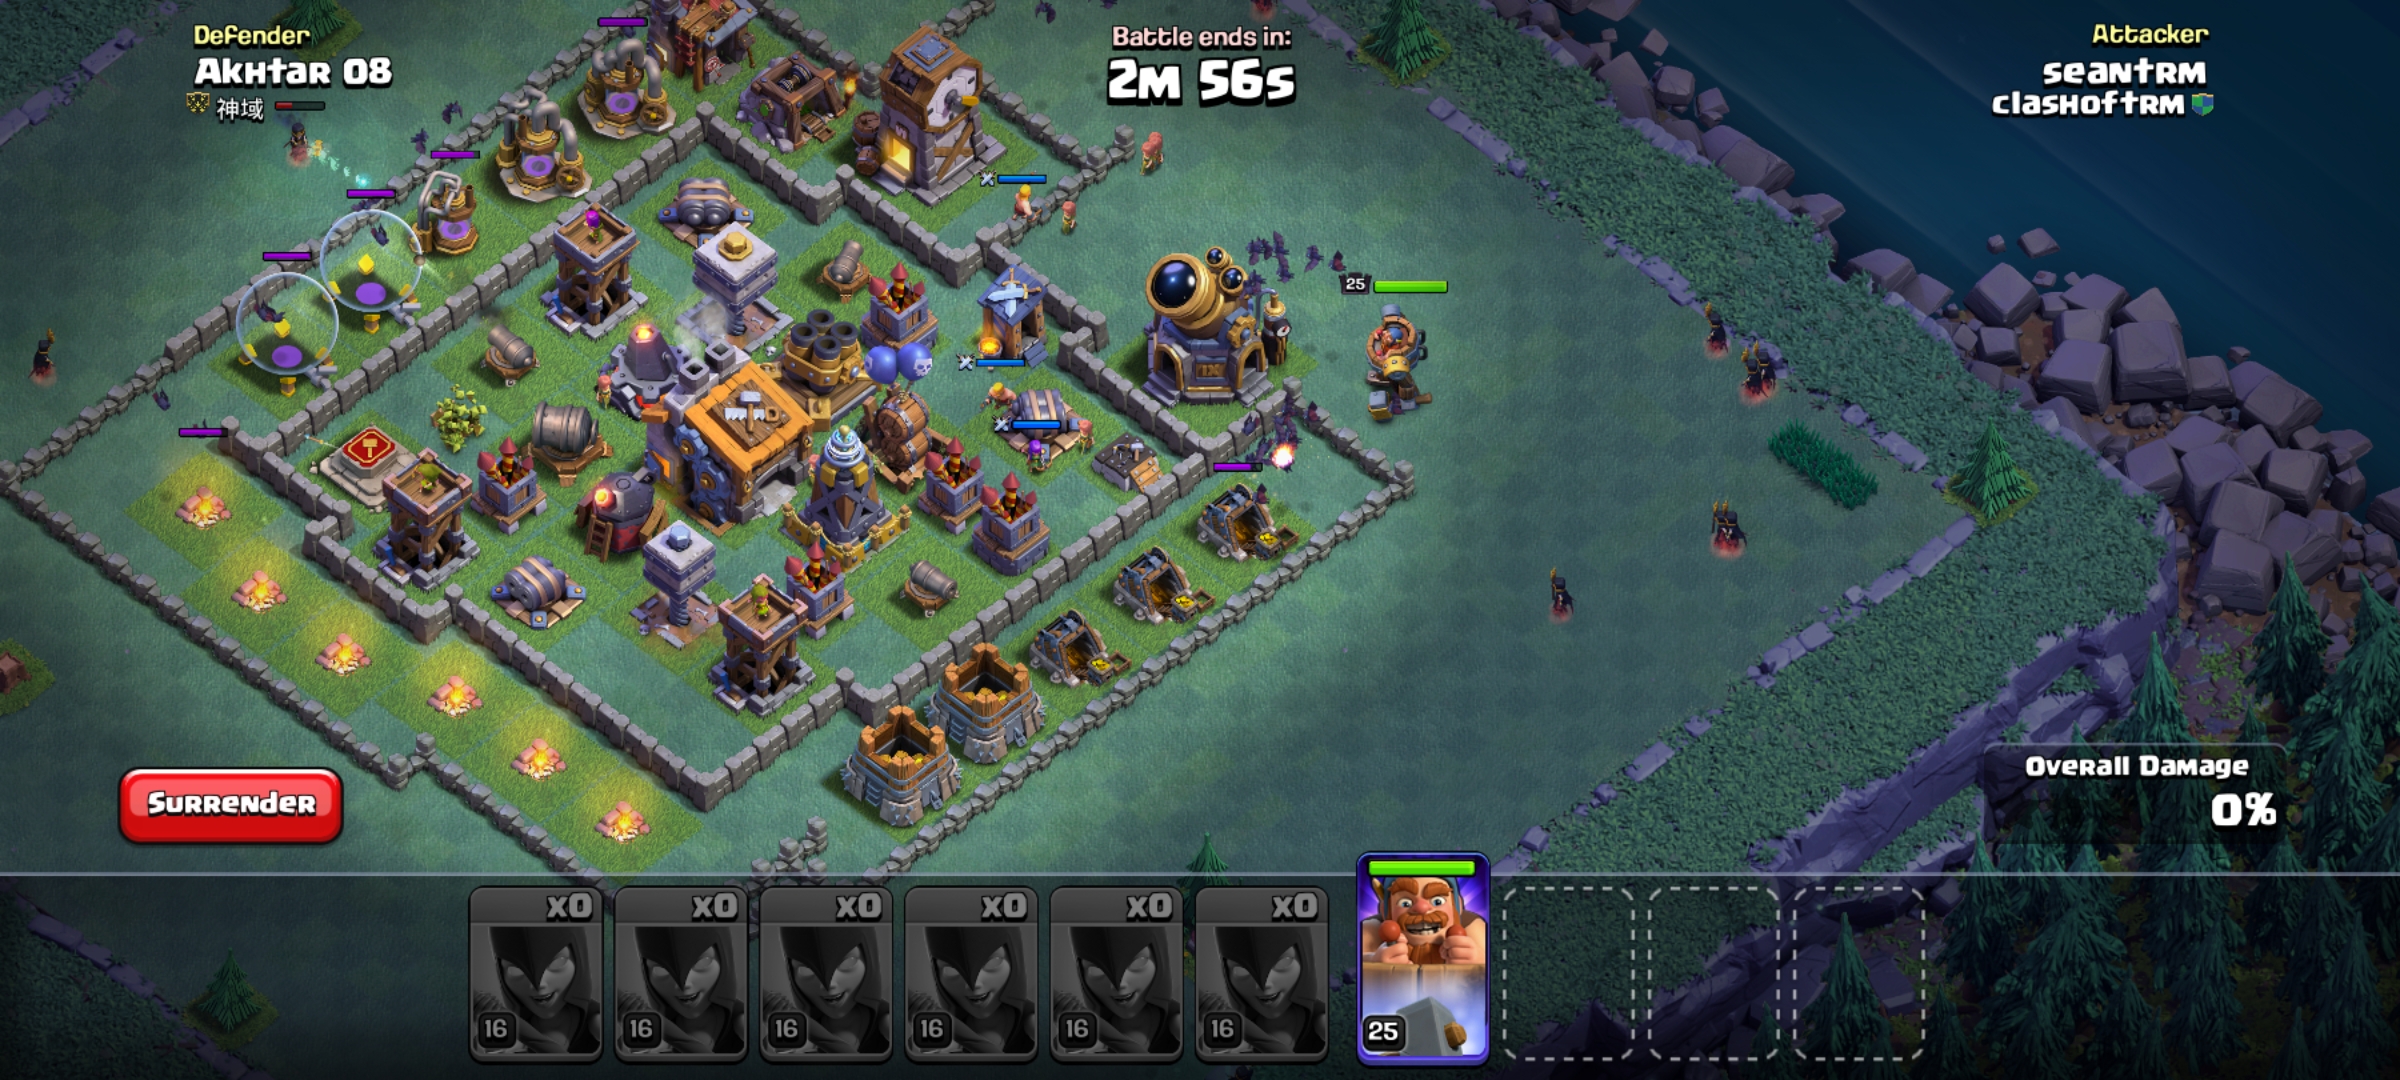 Defender
Akhtar 08
神域
Battle ends in:
2M 56s
Attacker
seantrm
clashoftrm
25
Surrender
Overall Damage
0%
x0
x0
x0
x0
x0
x0
16
16
16
16
16
16
25